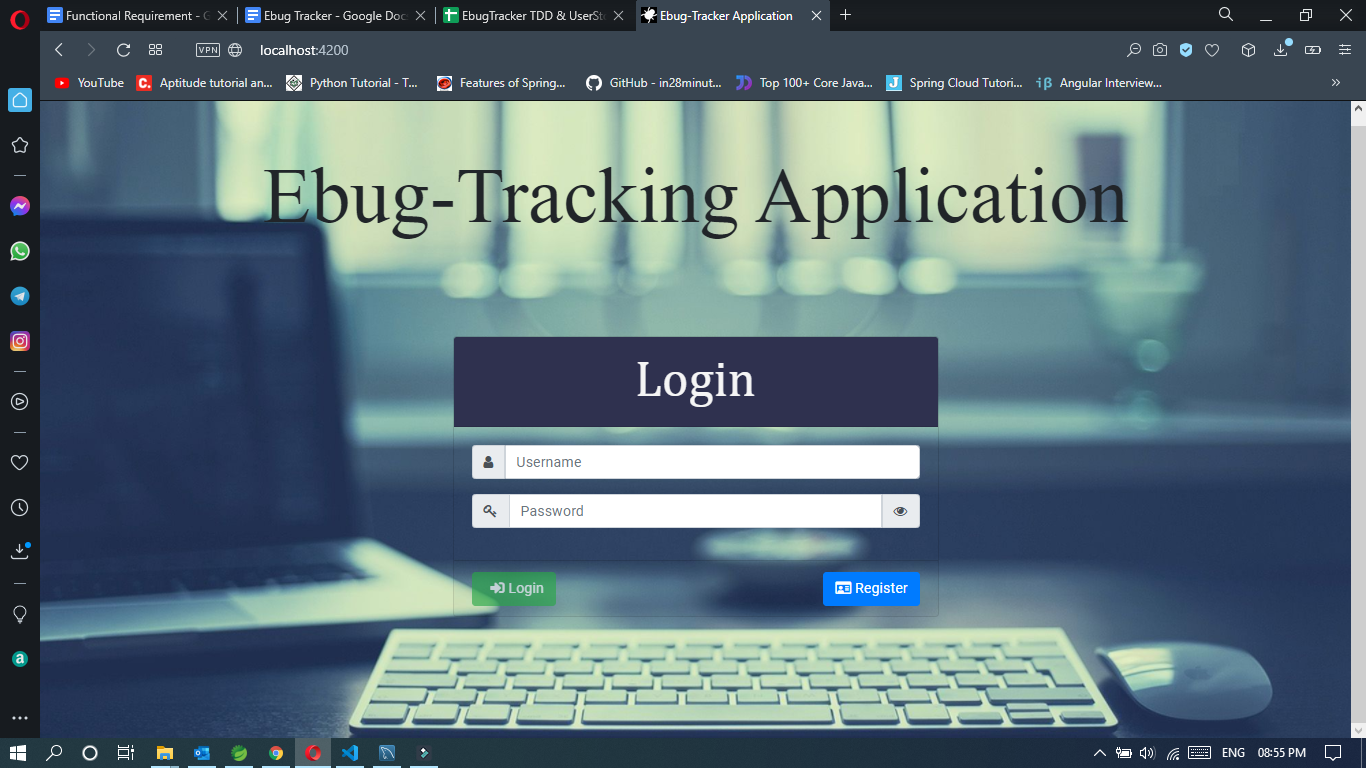 Functional Requirement - G
Ebug Tracker - Google Doc
EbugTracker TDD & UserSt
Ebug-Tracker Application
VPN
localhost:4200
YouTube
C.
Aptitude tutorial an...
Python Tutorial - T...
Features of Spring...
GitHub - in28minut...
Top 100+ Core Java...
J
Spring Cloud Tutori...
iβ
Angular Interview...
Ebug-Tracking Application
Login
Username
Password
Login
Register
a
ENG
08:55 PM